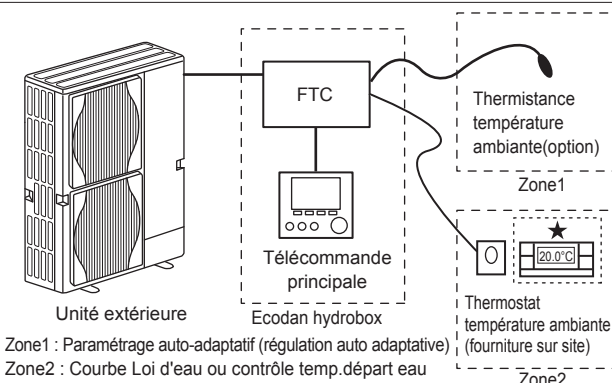 FTC
Thermistance
température
ambiante(option)
Zone1
Télécommande
principale
20.0°C
Unité extérieure
Ecodan hydrobox
Thermostat
température ambiante
(fourniture sur site)
Zone1 : Paramétrage auto-adaptatif (régulation auto adaptative)
Zone2 : Courbe Loi d'eau ou contrôle temp.départ eau
Zone2